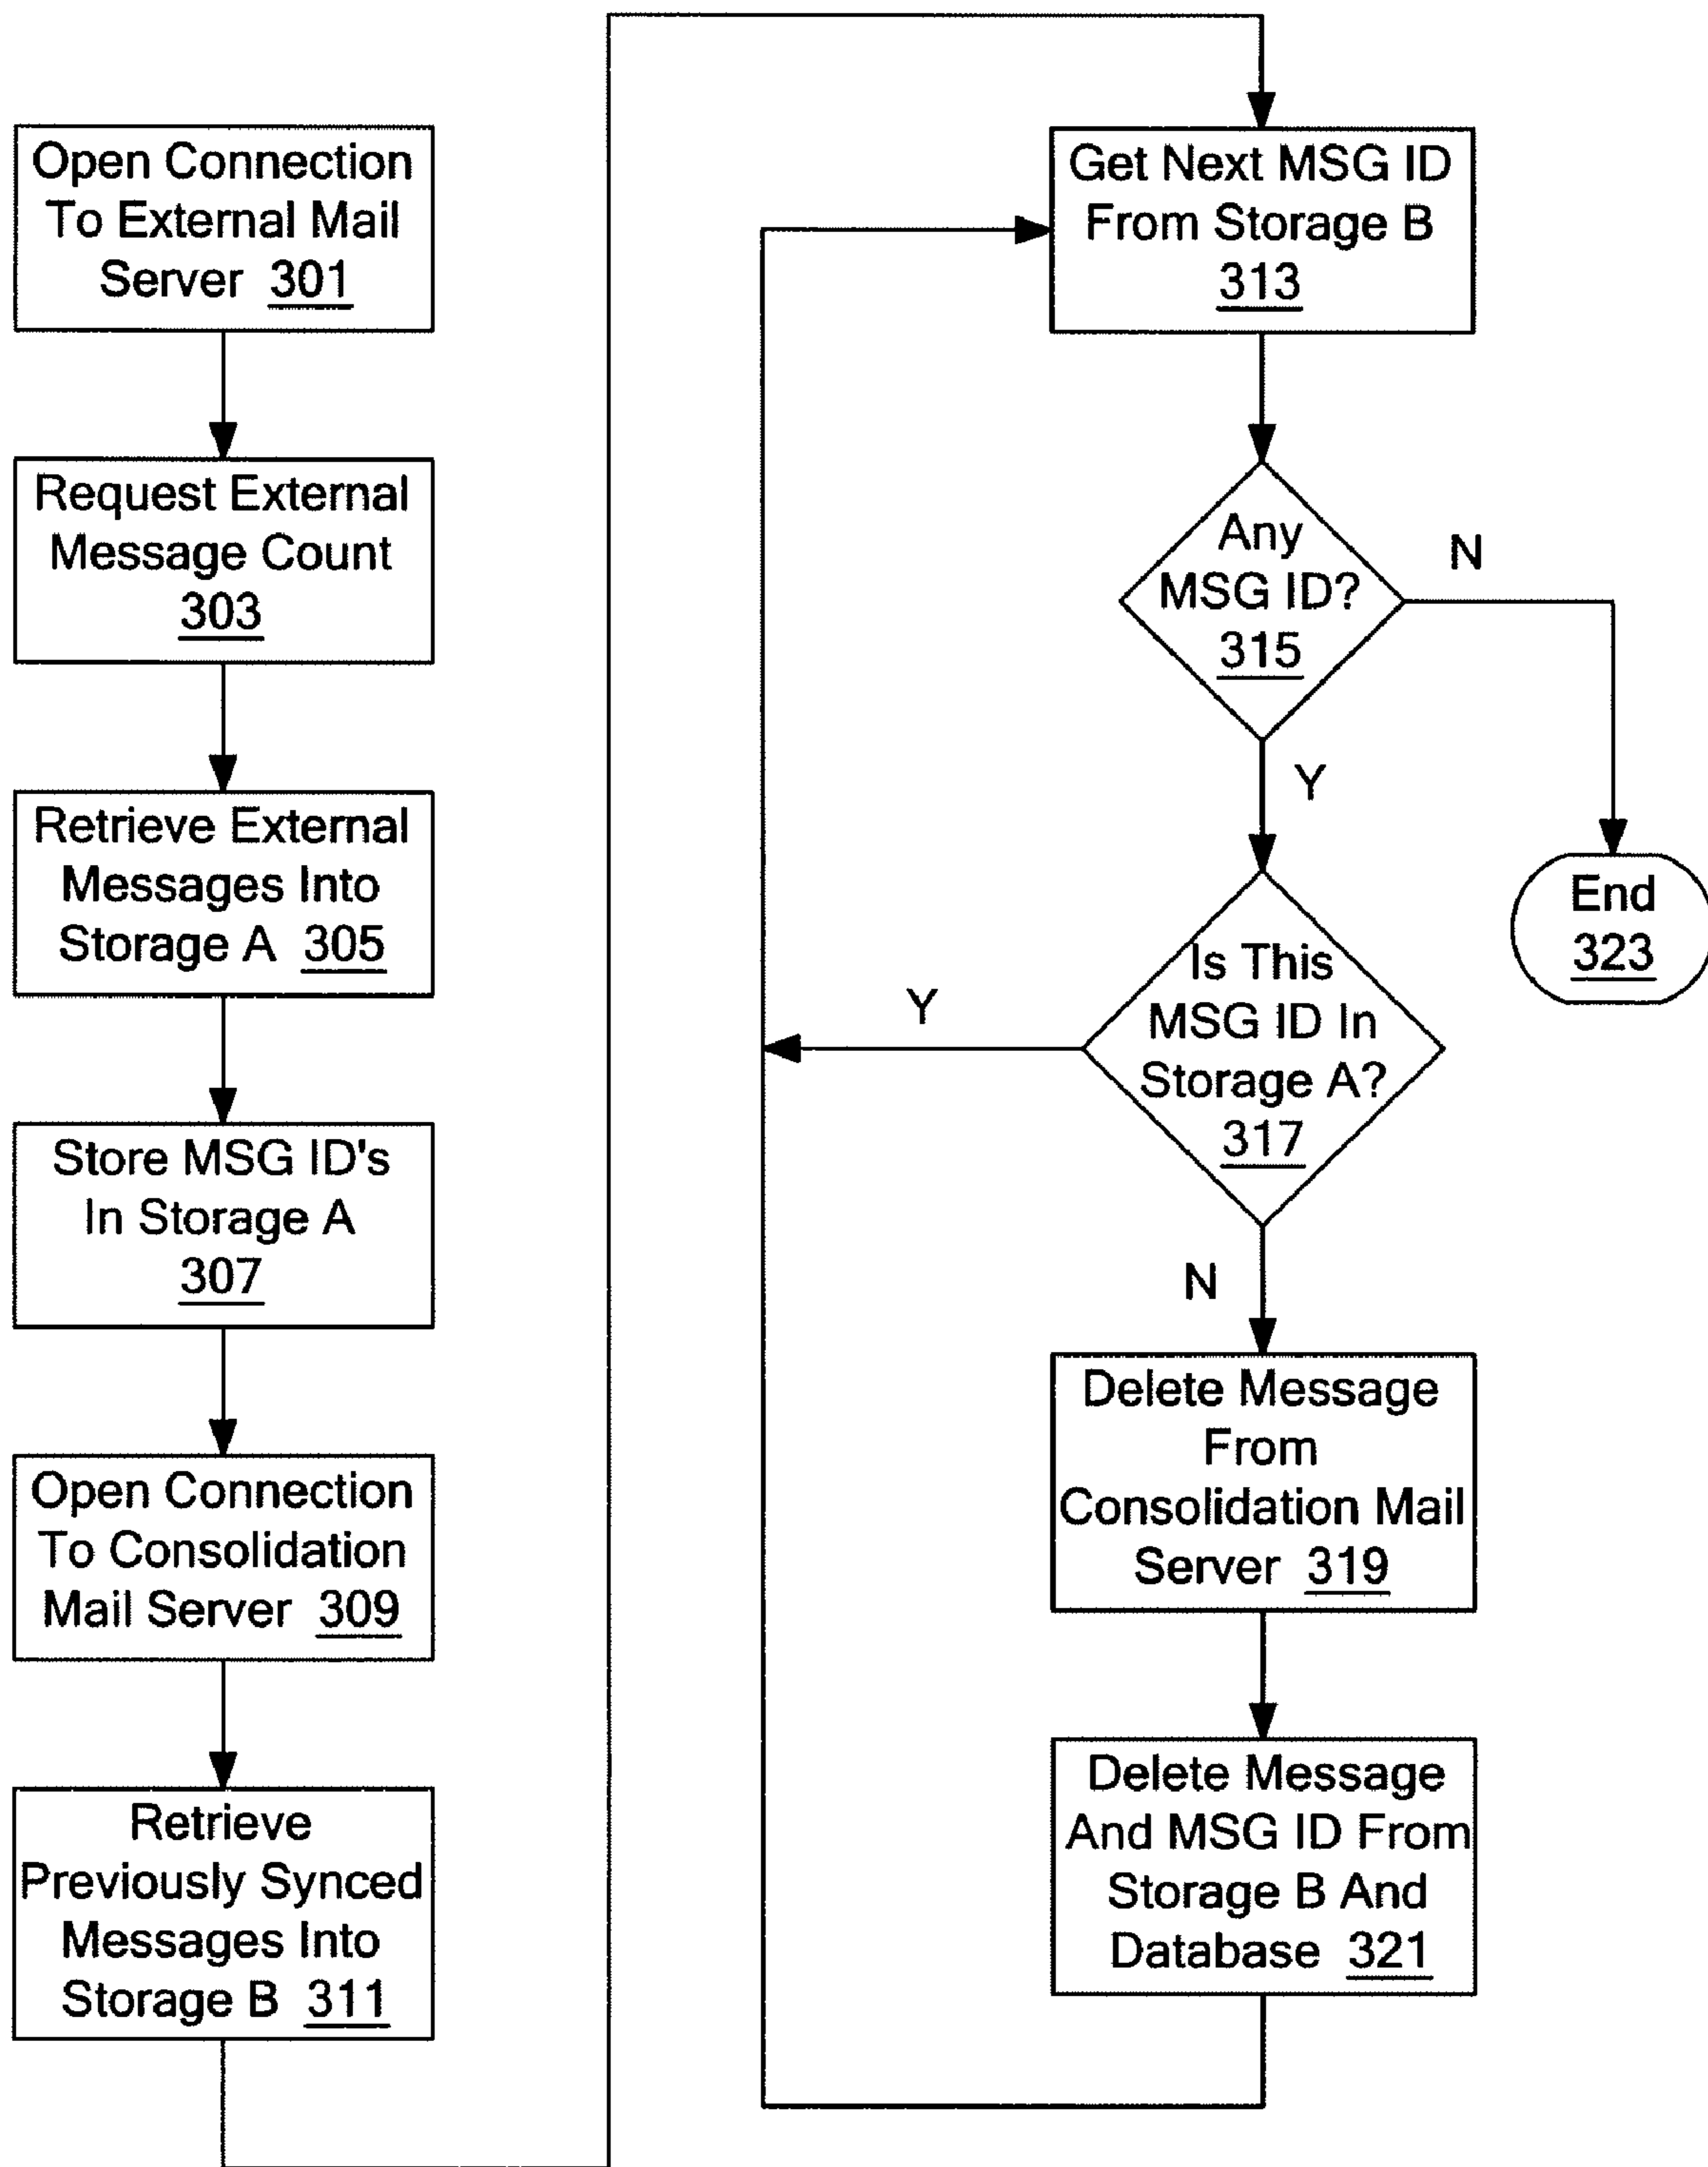 Open Connection
To External Mail
Server 301
Request External
Message Count
303
Retrieve External
Messages Into
Storage A 305
Store MSG ID's
In Storage A
307
Open Connection
To Consolidation
Mail Server 309
Retrieve
Previously Synced
Messages Into
Storage B 311
Get Next MSG ID
From Storage B
313
Any
MSG ID?
315
N
Y
End
323
Is This
MSG ID In
Storage A?
317
Y
N
Delete Message
From
Consolidation Mail
Server 319
Delete Message
And MSG ID From
Storage B And
Database 321